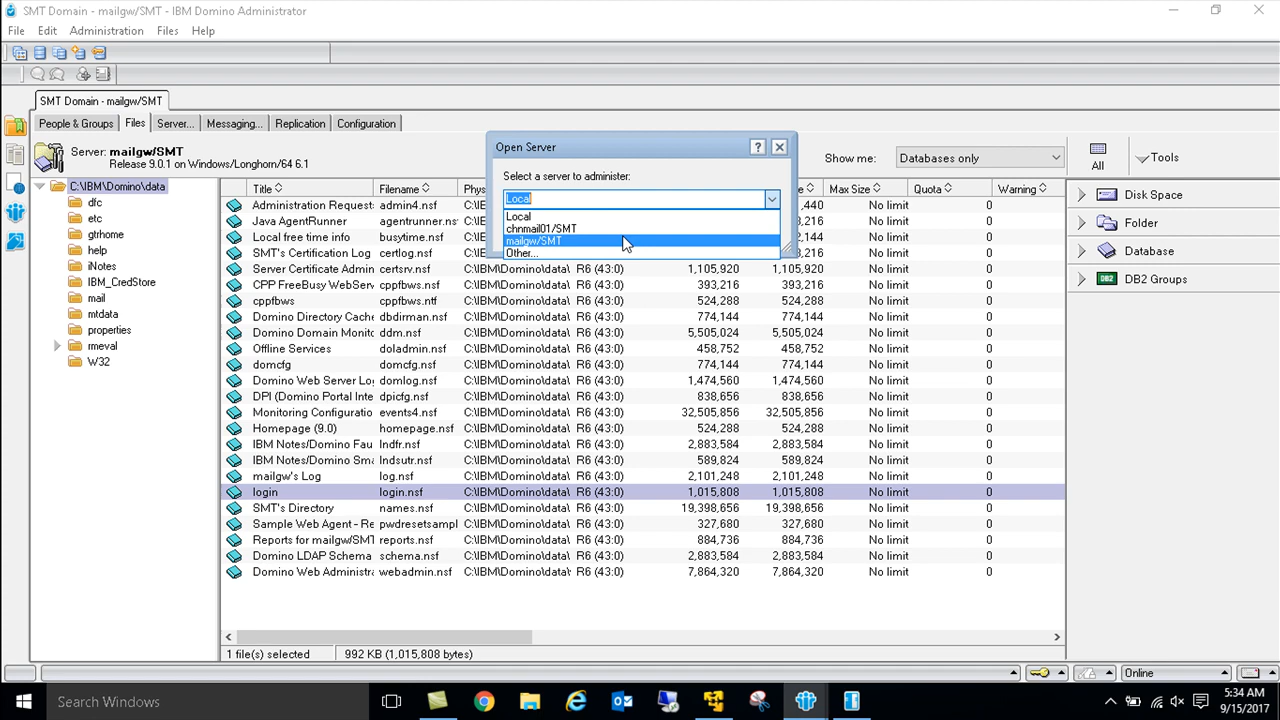 SMT Domain - mailgw/SMT - IBM Domino Administrator
File Edit Administration Files Help
SMT Domain - mailgw/SMT
People & Groups Files Server... Messaging... Replication Configuration
Server: mailgw/SMT
Release 9.0.1 on Windows/Longhorn/64 6.1
Show me: Databases only
All
Tools
Open Server ?
Select a server to administer:
Local
Local
chnmail01/SMT
mailgw/SMT
Other...
C:\IBM\Domino\data
dfc
etc
gtrhome
help
iNotes
IBM_CredStore
mail
mtdata
properties
rmeval
W32
Title Filename Max Size Quota Warning
Administration Request admin4.nsf ,440 No limit 0
Java AgentRunner agentrunner.ns No limit 0
Local free time info busytime.nsf No limit 0
SMT's Certification Log certlog.nsf No limit 0
Server Certificate Admin certsrv.nsf C:\IBM\Domino\data\ R6 (43:0) 1,105,920 1,105,920 No limit 0
CPP FreeBusy WebServ cppfbws.nsf C:\IBM\Domino\data\ R6 (43:0) 393,216 393,216 No limit 0
cppfbws cppfbws.ntf C:\IBM\Domino\data\ R6 (43:0) 524,288 524,288 No limit 0
Domino Directory Cache dbdirman.nsf C:\IBM\Domino\data\ R6 (43:0) 774,144 774,144 No limit 0
Domino Domain Monito ddm.nsf C:\IBM\Domino\data\ R6 (43:0) 5,505,024 5,505,024 No limit 0
Offline Services doladmin.nsf C:\IBM\Domino\data\ R6 (43:0) 458,752 458,752 No limit 0
domcfg domcfg.nsf C:\IBM\Domino\data\ R6 (43:0) 774,144 774,144 No limit 0
Domino Web Server Lo domlog.nsf C:\IBM\Domino\data\ R6 (43:0) 1,474,560 1,474,560 No limit 0
DPI (Domino Portal Inte dpicfg.nsf C:\IBM\Domino\data\ R6 (43:0) 838,656 838,656 No limit 0
Monitoring Configuratio events4.nsf C:\IBM\Domino\data\ R6 (43:0) 32,505,856 32,505,856 No limit 0
Homepage (9.0) homepage.nsf C:\IBM\Domino\data\ R6 (43:0) 524,288 524,288 No limit 0
IBM Notes/Domino Fau lndfr.nsf C:\IBM\Domino\data\ R6 (43:0) 2,883,584 2,883,584 No limit 0
IBM Notes/Domino Sma lndsutr.nsf C:\IBM\Domino\data\ R6 (43:0) 589,824 589,824 No limit 0
mailgw's Log log.nsf C:\IBM\Domino\data\ R6 (43:0) 2,101,248 2,101,248 No limit 0
login login.nsf C:\IBM\Domino\data\ R6 (43:0) 1,015,808 1,015,808 No limit 0
SMT's Directory names.nsf C:\IBM\Domino\data\ R6 (43:0) 19,398,656 19,398,656 No limit 0
Sample Web Agent - Re pwdresetsampl C:\IBM\Domino\data\ R6 (43:0) 327,680 327,680 No limit 0
Reports for mailgw/SMT reports.nsf C:\IBM\Domino\data\ R6 (43:0) 884,736 884,736 No limit 0
Domino LDAP Schema schema.nsf C:\IBM\Domino\data\ R6 (43:0) 2,883,584 2,883,584 No limit 0
Domino Web Administra webadmin.nsf C:\IBM\Domino\data\ R6 (43:0) 7,864,320 7,864,320 No limit 0
Disk Space
Folder
Database
DB2 DB2 Groups
1 file(s) selected 992 KB (1,015,808 bytes)
Online
Search Windows
5:34 AM
9/15/2017